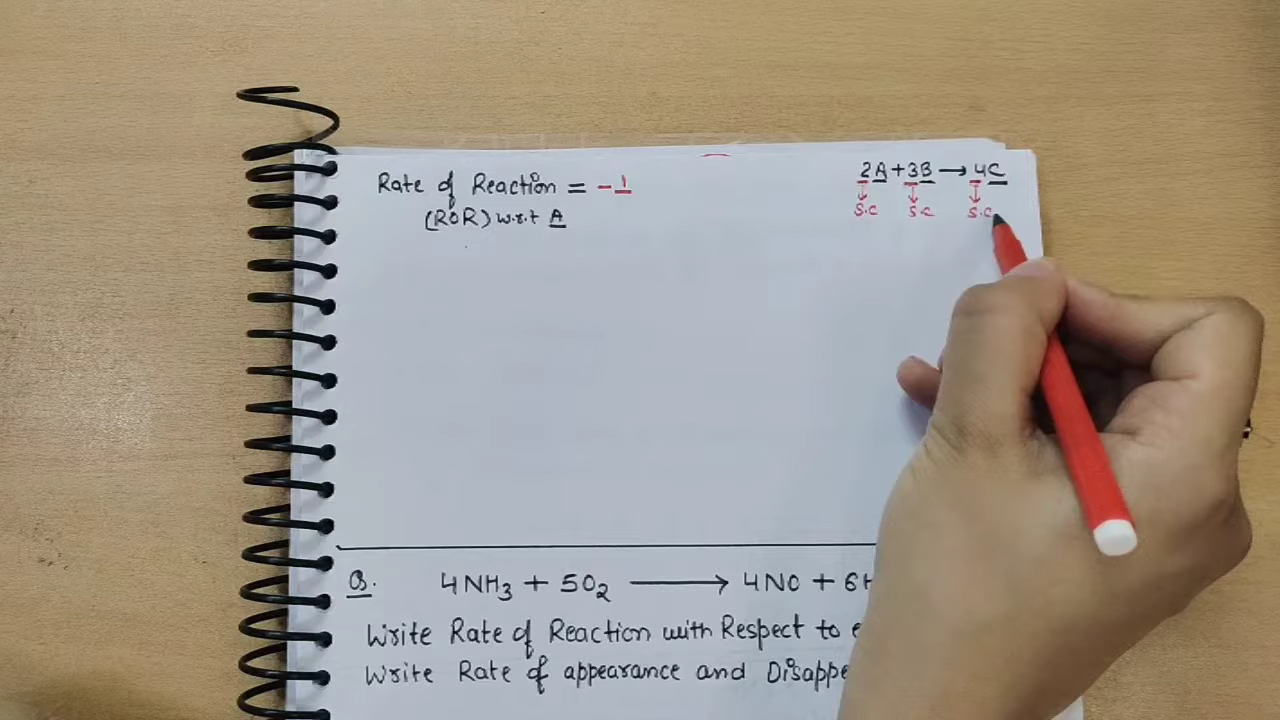 Rate of Reaction = -1
(ROR) w.r.t A
2A + 3B → 4C
S.C S.C S.C
Q. 4NH3 + 5O2 → 4NO + 6H
Write Rate of Reaction with Respect to
Write Rate of appearance and Disappe